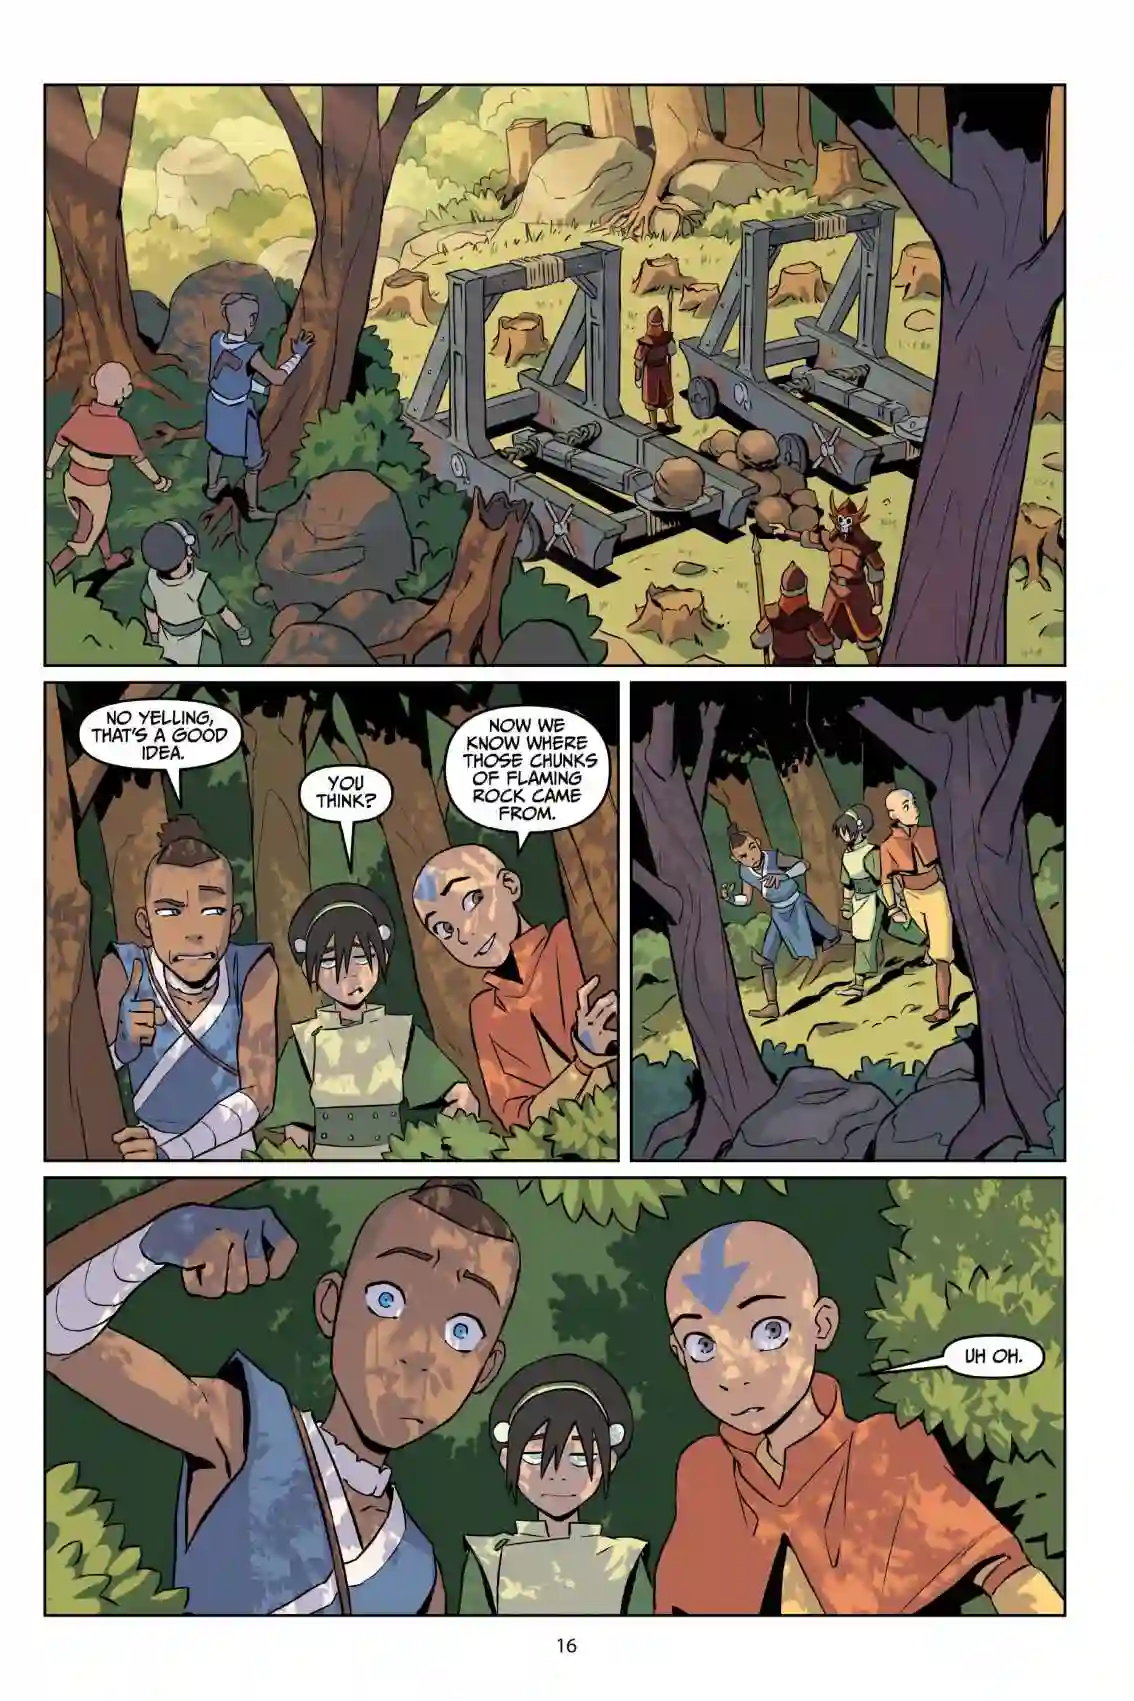 NO YELLING,
THAT'S A GOOD
IDEA.
YOU
THINK?
NOW WE
KNOW WHERE
THOSE CHUNKS
OF FLAMING
ROCK CAME
FROM.
UH OH.
16